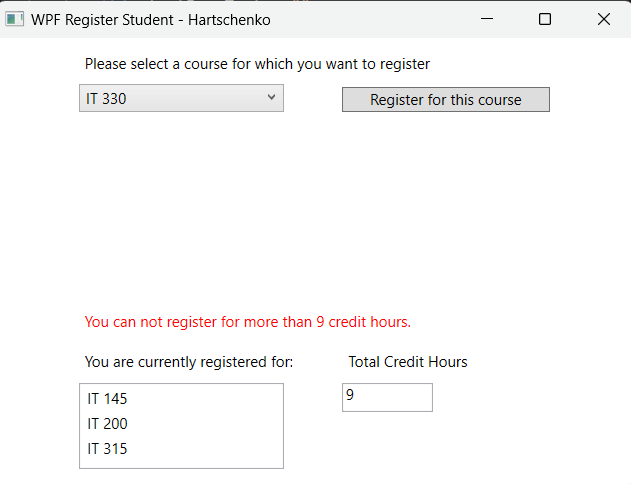 WPF Register Student - Hartschenko
Please select a course for which you want to register
IT 330
Register for this course
You can not register for more than 9 credit hours.
You are currently registered for:
Total Credit Hours
IT 145
9
IT 200
IT 315